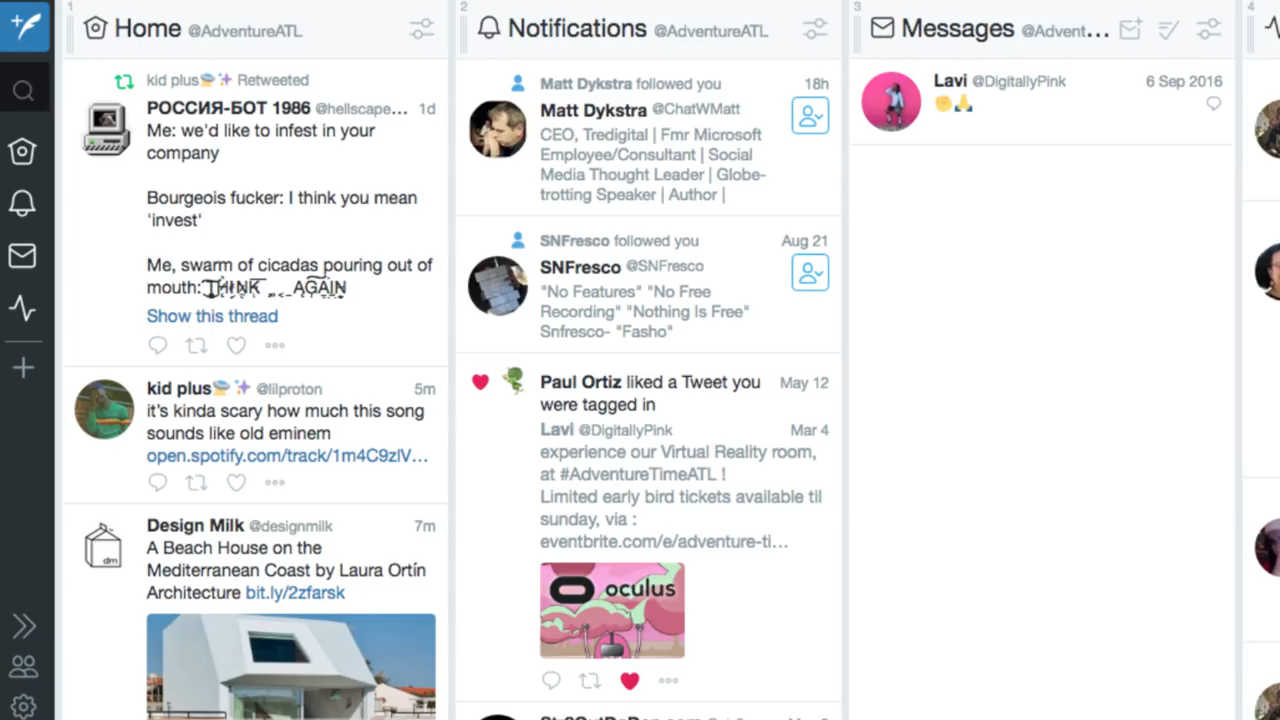 1
Home @AdventureATL
kid plus🥯✨ Retweeted
РОССИЯ-БОТ 1986 @hellscape… 1d
Me: we'd like to infest in your
company
Bourgeois fucker: I think you mean
'invest'
Me, swarm of cicadas pouring out of
mouth: THINK AGAIN
Show this thread
kid plus🥯✨ @lilproton 5m
it's kinda scary how much this song
sounds like old eminem
open.spotify.com/track/1m4C9zlV…
Design Milk @designmilk 7m
dm
A Beach House on the
Mediterranean Coast by Laura Ortín
Architecture bit.ly/2zfarsk
2
Notifications @AdventureATL
Matt Dykstra followed you 18h
Matt Dykstra @ChatWMatt
CEO, Tredigital | Fmr Microsoft
Employee/Consultant | Social
Media Thought Leader | Globe-
trotting Speaker | Author |
SNFresco followed you Aug 21
SNFresco @SNFresco
"No Features" "No Free
Recording" "Nothing Is Free"
Snfresco- "Fasho"
Paul Ortiz liked a Tweet you May 12
were tagged in
Lavi @DigitallyPink Mar 4
experience our Virtual Reality room,
at #AdventureTimeATL !
Limited early bird tickets available til
sunday, via :
eventbrite.com/e/adventure-ti…
oculus
3
Messages @Advent…
Lavi @DigitallyPink 6 Sep 2016
✊🙏
4